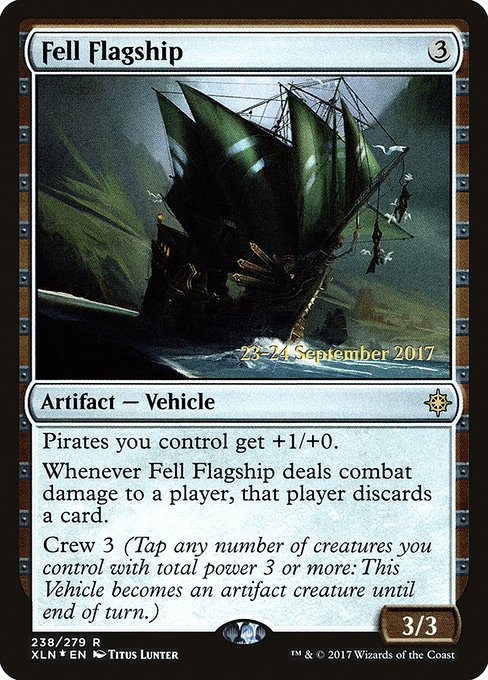 Fell Flagship 3
23–24 September 2017
Artifact — Vehicle
Pirates you control get +1/+0.
Whenever Fell Flagship deals combat
damage to a player, that player discards
a card.
Crew 3 (Tap any number of creatures you
control with total power 3 or more: This
Vehicle becomes an artifact creature until
end of turn.)
3/3
238/279 R
XLN ★ EN Titus Lunter
™ & © 2017 Wizards of the Coast